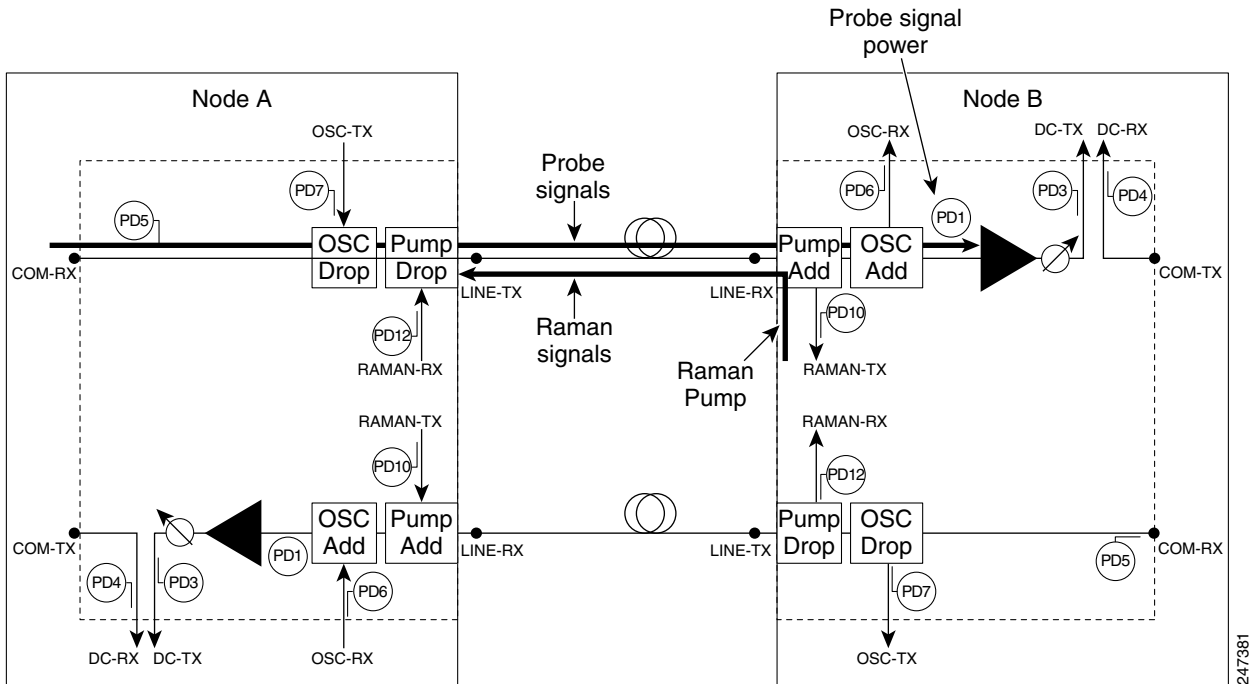 Probe signal
power
Node A
Node B
OSC-TX
OSC-RX
DC-TX
DC-RX
Probe
signals
PD7
PD6
PD3
PD4
PD5
PD1
OSC
Drop
Pump
Drop
Pump
Add
OSC
Add
COM-RX
LINE-TX
LINE-RX
COM-TX
PD12
Raman
signals
PD10
RAMAN-RX
Raman
Pump
RAMAN-TX
RAMAN-TX
RAMAN-RX
PD10
PD12
OSC
Add
Pump
Add
Pump
Drop
OSC
Drop
COM-TX
PD1
LINE-RX
LINE-TX
PD5
COM-RX
PD4
PD3
PD6
PD7
DC-RX
DC-TX
OSC-RX
OSC-TX
247381